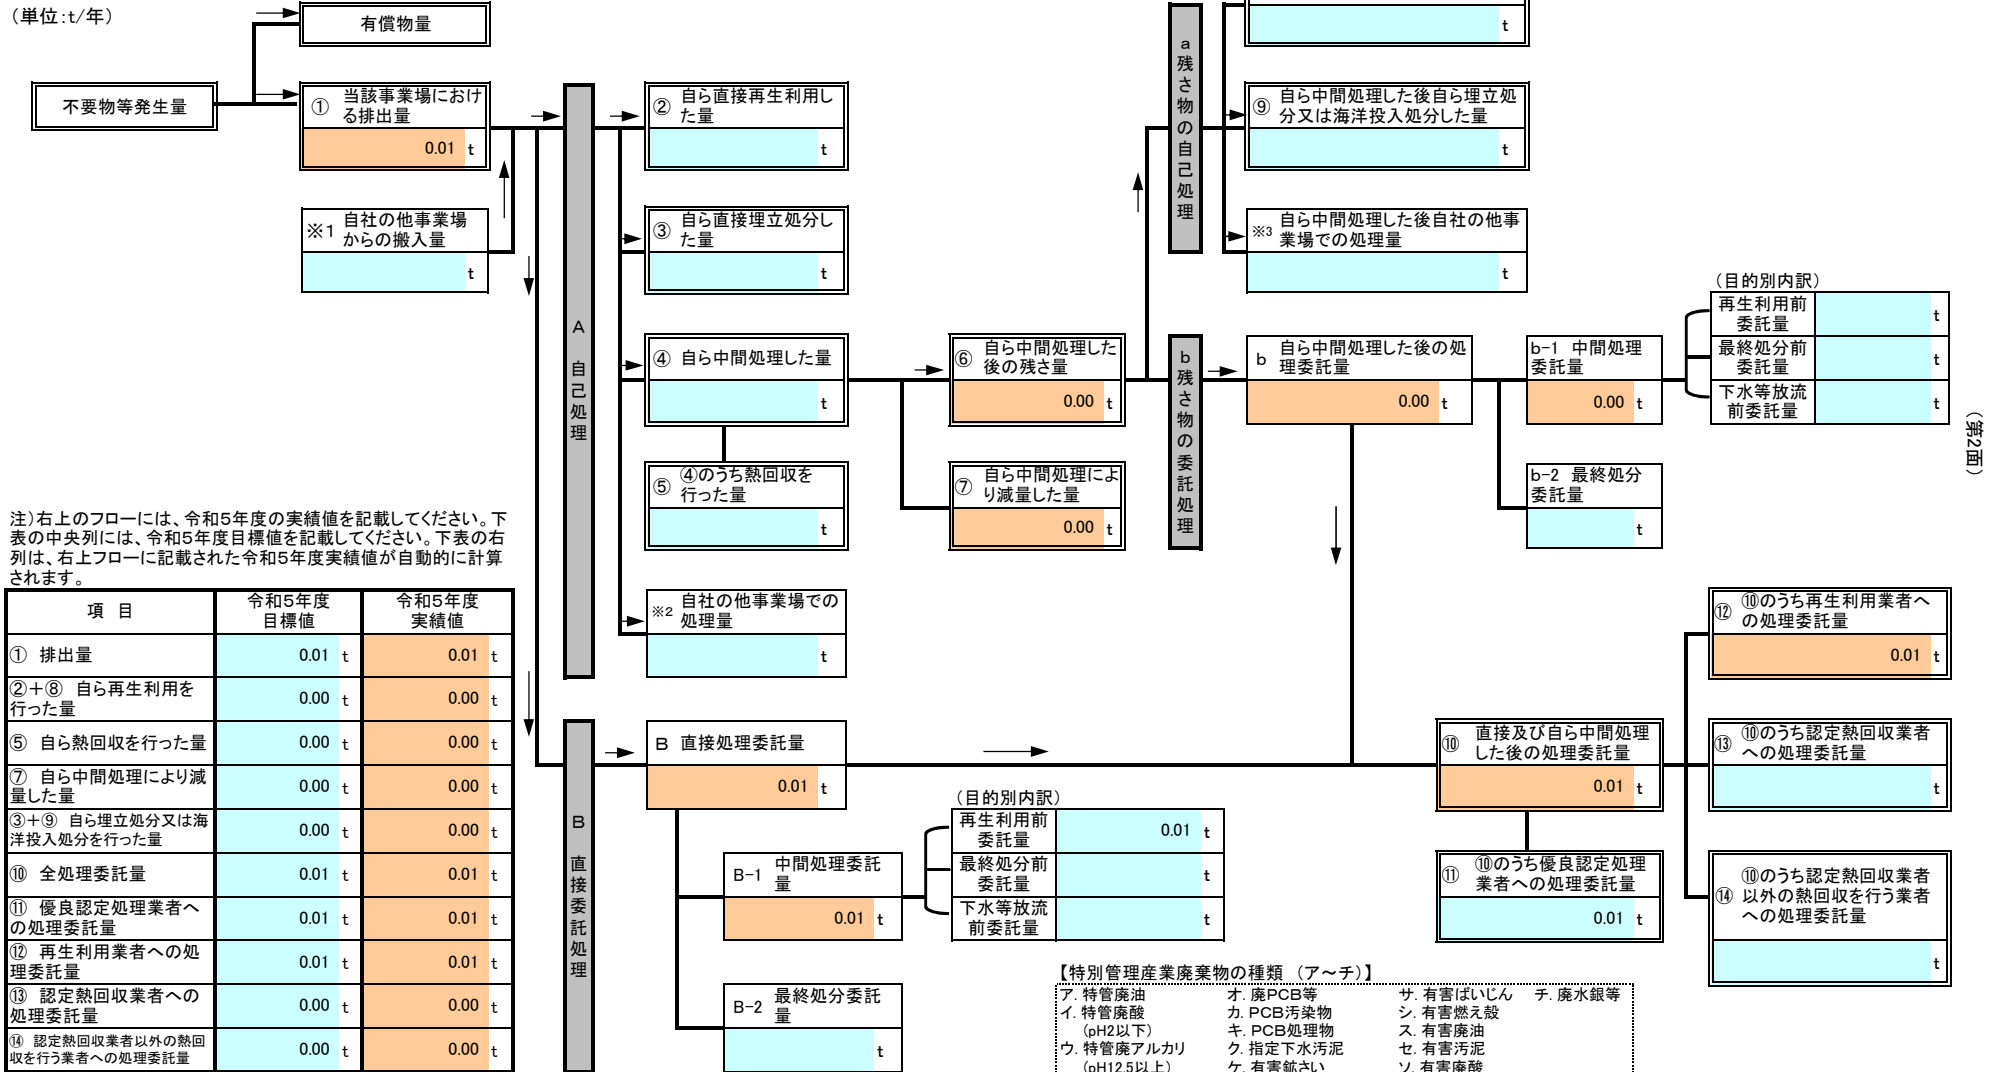 (単位:t/年)
有償物量
不要物等発生量
① 当該事業場におけ
る排出量
0.01 t
※1 自社の他事業場
からの搬入量
t
A 自己処理
② 自ら直接再生利用し
た量
t
③ 自ら直接埋立処分し
た量
t
④ 自ら中間処理した量
t
⑤ ④のうち熱回収を
行った量
t
※2 自社の他事業場での
処理量
t
⑥ 自ら中間処理した
後の残さ量
0.00 t
⑦ 自ら中間処理によ
り減量した量
0.00 t
a 残さ物の自己処理
t
⑨ 自ら中間処理した後自ら埋立処
分又は海洋投入処分した量
t
※3 自ら中間処理した後自社の他事
業場での処理量
t
b 残さ物の委託処理
b 自ら中間処理した後の処
理委託量
0.00 t
b-1 中間処理
委託量
0.00 t
b-2 最終処分
委託量
t
(目的別内訳)
再生利用前
委託量
t
最終処分前
委託量
t
下水等放流
前委託量
t
(第2面)
注)右上のフローには、令和5年度の実績値を記載してください。下
表の中央列には、令和5年度目標値を記載してください。下表の右
列は、右上フローに記載された令和5年度実績値が自動的に計算
されます。
項 目 令和5年度 目標値 令和5年度 実績値
① 排出量 0.01 t 0.01 t
②+⑧ 自ら再生利用を
行った量 0.00 t 0.00 t
⑤ 自ら熱回収を行った量 0.00 t 0.00 t
⑦ 自ら中間処理により減
量した量 0.00 t 0.00 t
③+⑨ 自ら埋立処分又は海
洋投入処分を行った量 0.00 t 0.00 t
⑩ 全処理委託量 0.01 t 0.01 t
⑪ 優良認定処理業者へ
の処理委託量 0.01 t 0.01 t
⑫ 再生利用業者への処
理委託量 0.01 t 0.01 t
⑬ 認定熱回収業者への
処理委託量 0.00 t 0.00 t
⑭ 認定熱回収業者以外の熱回
収を行う業者への処理委託量 0.00 t 0.00 t
B 直接委託処理
B 直接処理委託量
0.01 t
B-1 中間処理委託
量
0.01 t
B-2 最終処分委託
量
t
(目的別内訳)
再生利用前
委託量
0.01 t
最終処分前
委託量
t
下水等放流
前委託量
t
⑩ 直接及び自ら中間処理
した後の処理委託量
0.01 t
⑪ ⑩のうち優良認定処理
業者への処理委託量
0.01 t
⑫ ⑩のうち再生利用業者へ
の処理委託量
0.01 t
⑬ ⑩のうち認定熱回収業者
への処理委託量
t
⑭ ⑩のうち認定熱回収業者
以外の熱回収を行う業者
への処理委託量
t
【特別管理産業廃棄物の種類 (ア～チ)】
ア. 特管廃油 オ. 廃PCB等 サ. 有害ばいじん チ. 廃水銀等
イ. 特管廃酸 カ. PCB汚染物 シ. 有害燃え殻
(pH2以下) キ. PCB処理物 ス. 有害廃油
ウ. 特管廃アルカリ ク. 指定下水汚泥 セ. 有害汚泥
(pH12.5以上) ケ. 有害鉱さい ソ. 有害廃酸